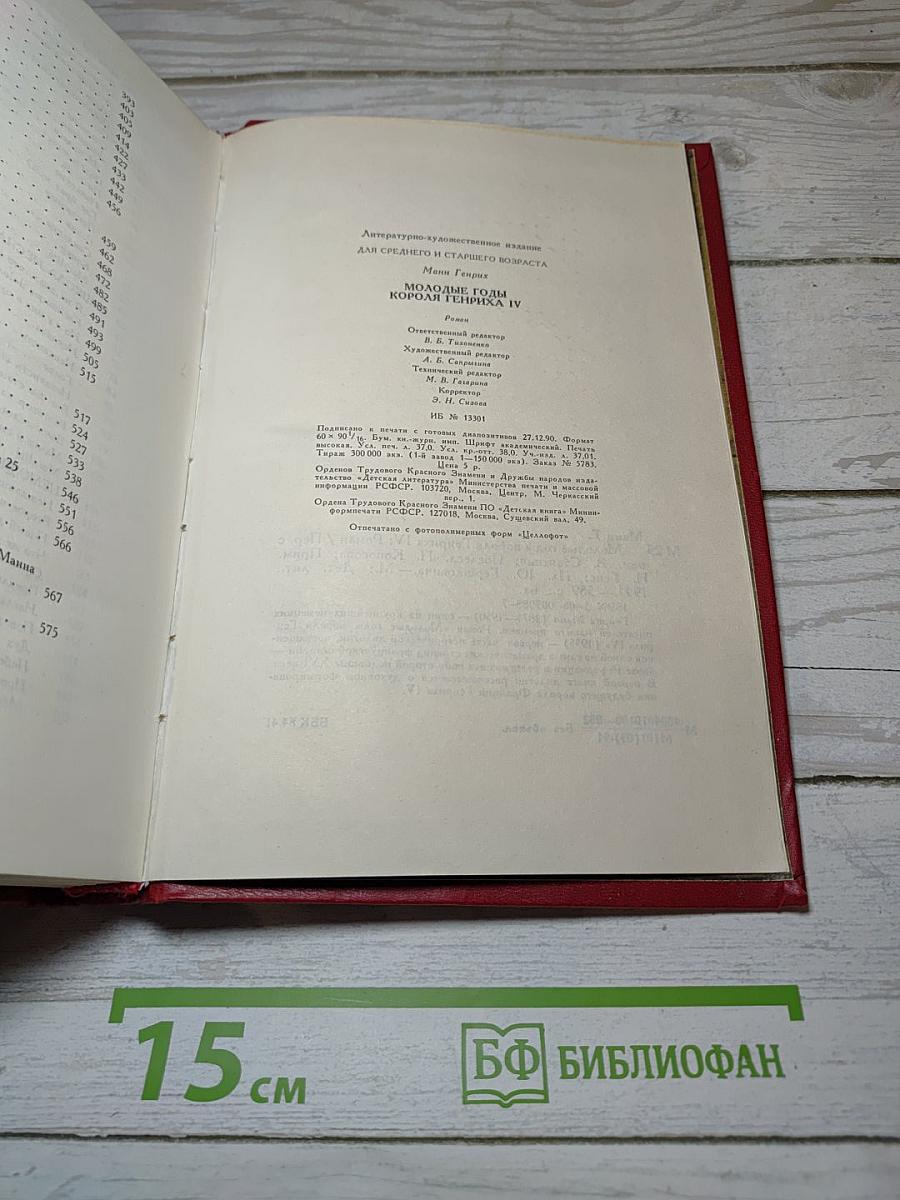 393
403
405
409
414
422
427
433
442
449
456
459
462
468
472
482
485
491
493
499
505
515
517
524
527
533
25
538
546
551
556
566
Манна
567
575
Литературно-художественное издание
ДЛЯ СРЕДНЕГО И СТАРШЕГО ВОЗРАСТА
Манн Генрих
МОЛОДЫЕ ГОДЫ
КОРОЛЯ ГЕНРИХА IV
Роман
Ответственный редактор
В. Б. Тихоненко
Художественный редактор
А. Б. Сапрыгина
Технический редактор
М. В. Гагарина
Корректор
Э. Н. Сизова
ИБ № 13301
Подписано к печати с готовых диапозитивов 27.12.90. Формат
60 × 90 1/16. Бум. кн.-журн. имп. Шрифт академический. Печать
высокая. Усл. печ. л. 37,0. Усл. кр.-отт. 38,0. Уч.-изд. л. 37,01.
Тираж 300 000 экз. (1-й завод 1—150 000 экз). Заказ № 5783.
Цена 5 р.
Орденов Трудового Красного Знамени и Дружбы народов изда-
тельство «Детская литература» Министерства печати и массовой
информации РСФСР. 103720, Москва, Центр, М. Черкасский
пер., 1.
Ордена Трудового Красного Знамени ПО «Детская книга» Мини-
формпечати РСФСР. 127018, Москва, Сущевский вал, 49.
Отпечатано с фотополимерных форм «Целлофот»
15 см
БФ БИБЛИОФАН